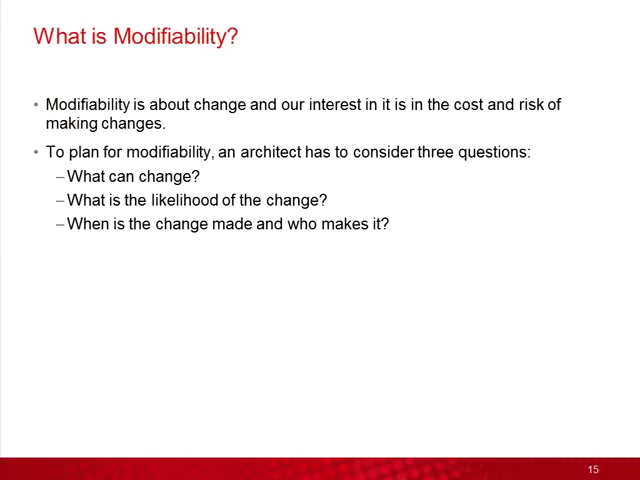 What is Modifiability?
• Modifiability is about change and our interest in it is in the cost and risk of
making changes.
• To plan for modifiability, an architect has to consider three questions:
– What can change?
– What is the likelihood of the change?
– When is the change made and who makes it?
15